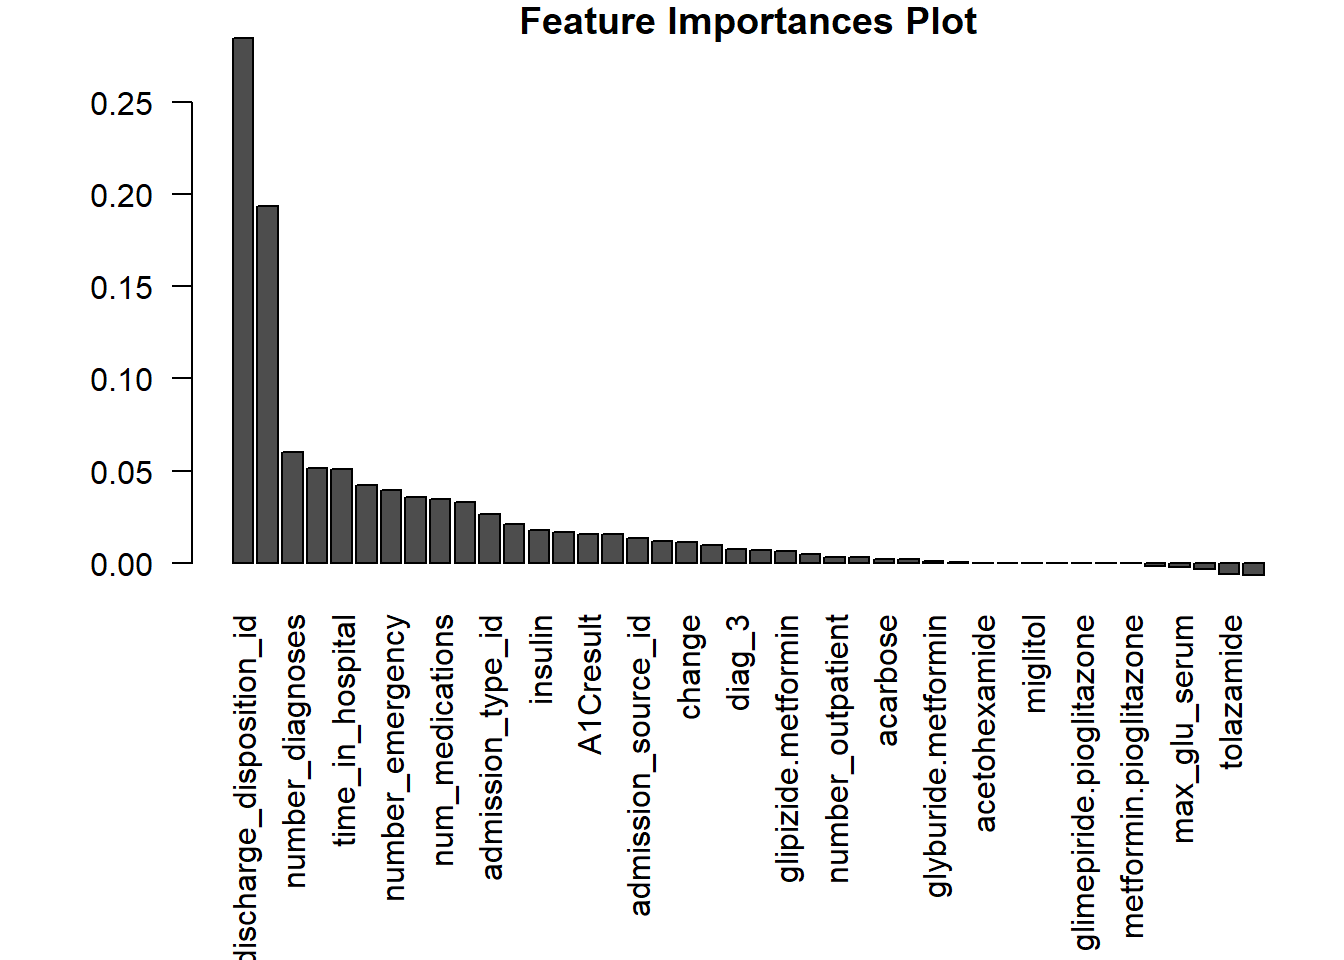 Feature Importances Plot
0.25
0.20
0.15
0.10
0.05
0.00
discharge_disposition_id
number_diagnoses
time_in_hospital
number_emergency
num_medications
admission_type_id
insulin
A1Cresult
admission_source_id
change
diag_3
glipizide.metformin
number_outpatient
acarbose
glyburide.metformin
acetohexamide
miglitol
glimepiride.pioglitazone
metformin.pioglitazone
max_glu_serum
tolazamide